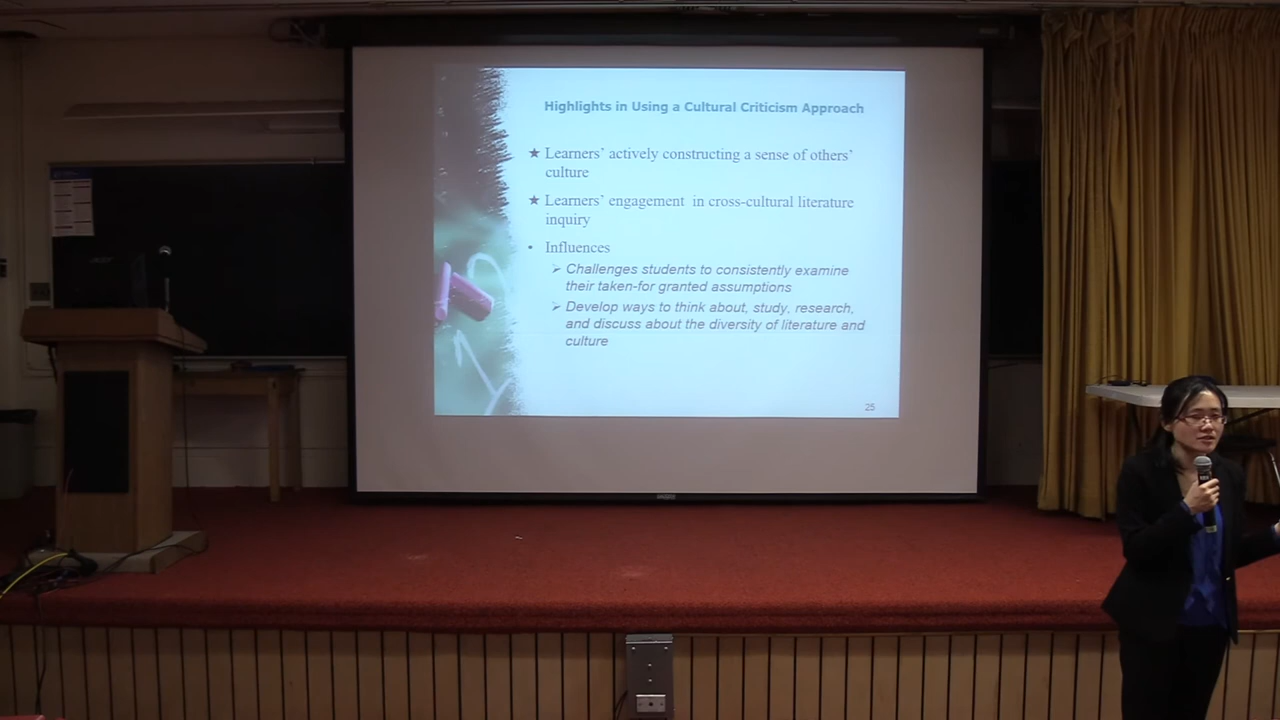 Highlights in Using a Cultural Criticism Approach
★ Learners’ actively constructing a sense of others’
culture
★ Learners’ engagement in cross-cultural literature
inquiry
• Influences
➢ Challenges students to consistently examine
their taken-for granted assumptions
➢ Develop ways to think about, study, research,
and discuss about the diversity of literature and
culture
25